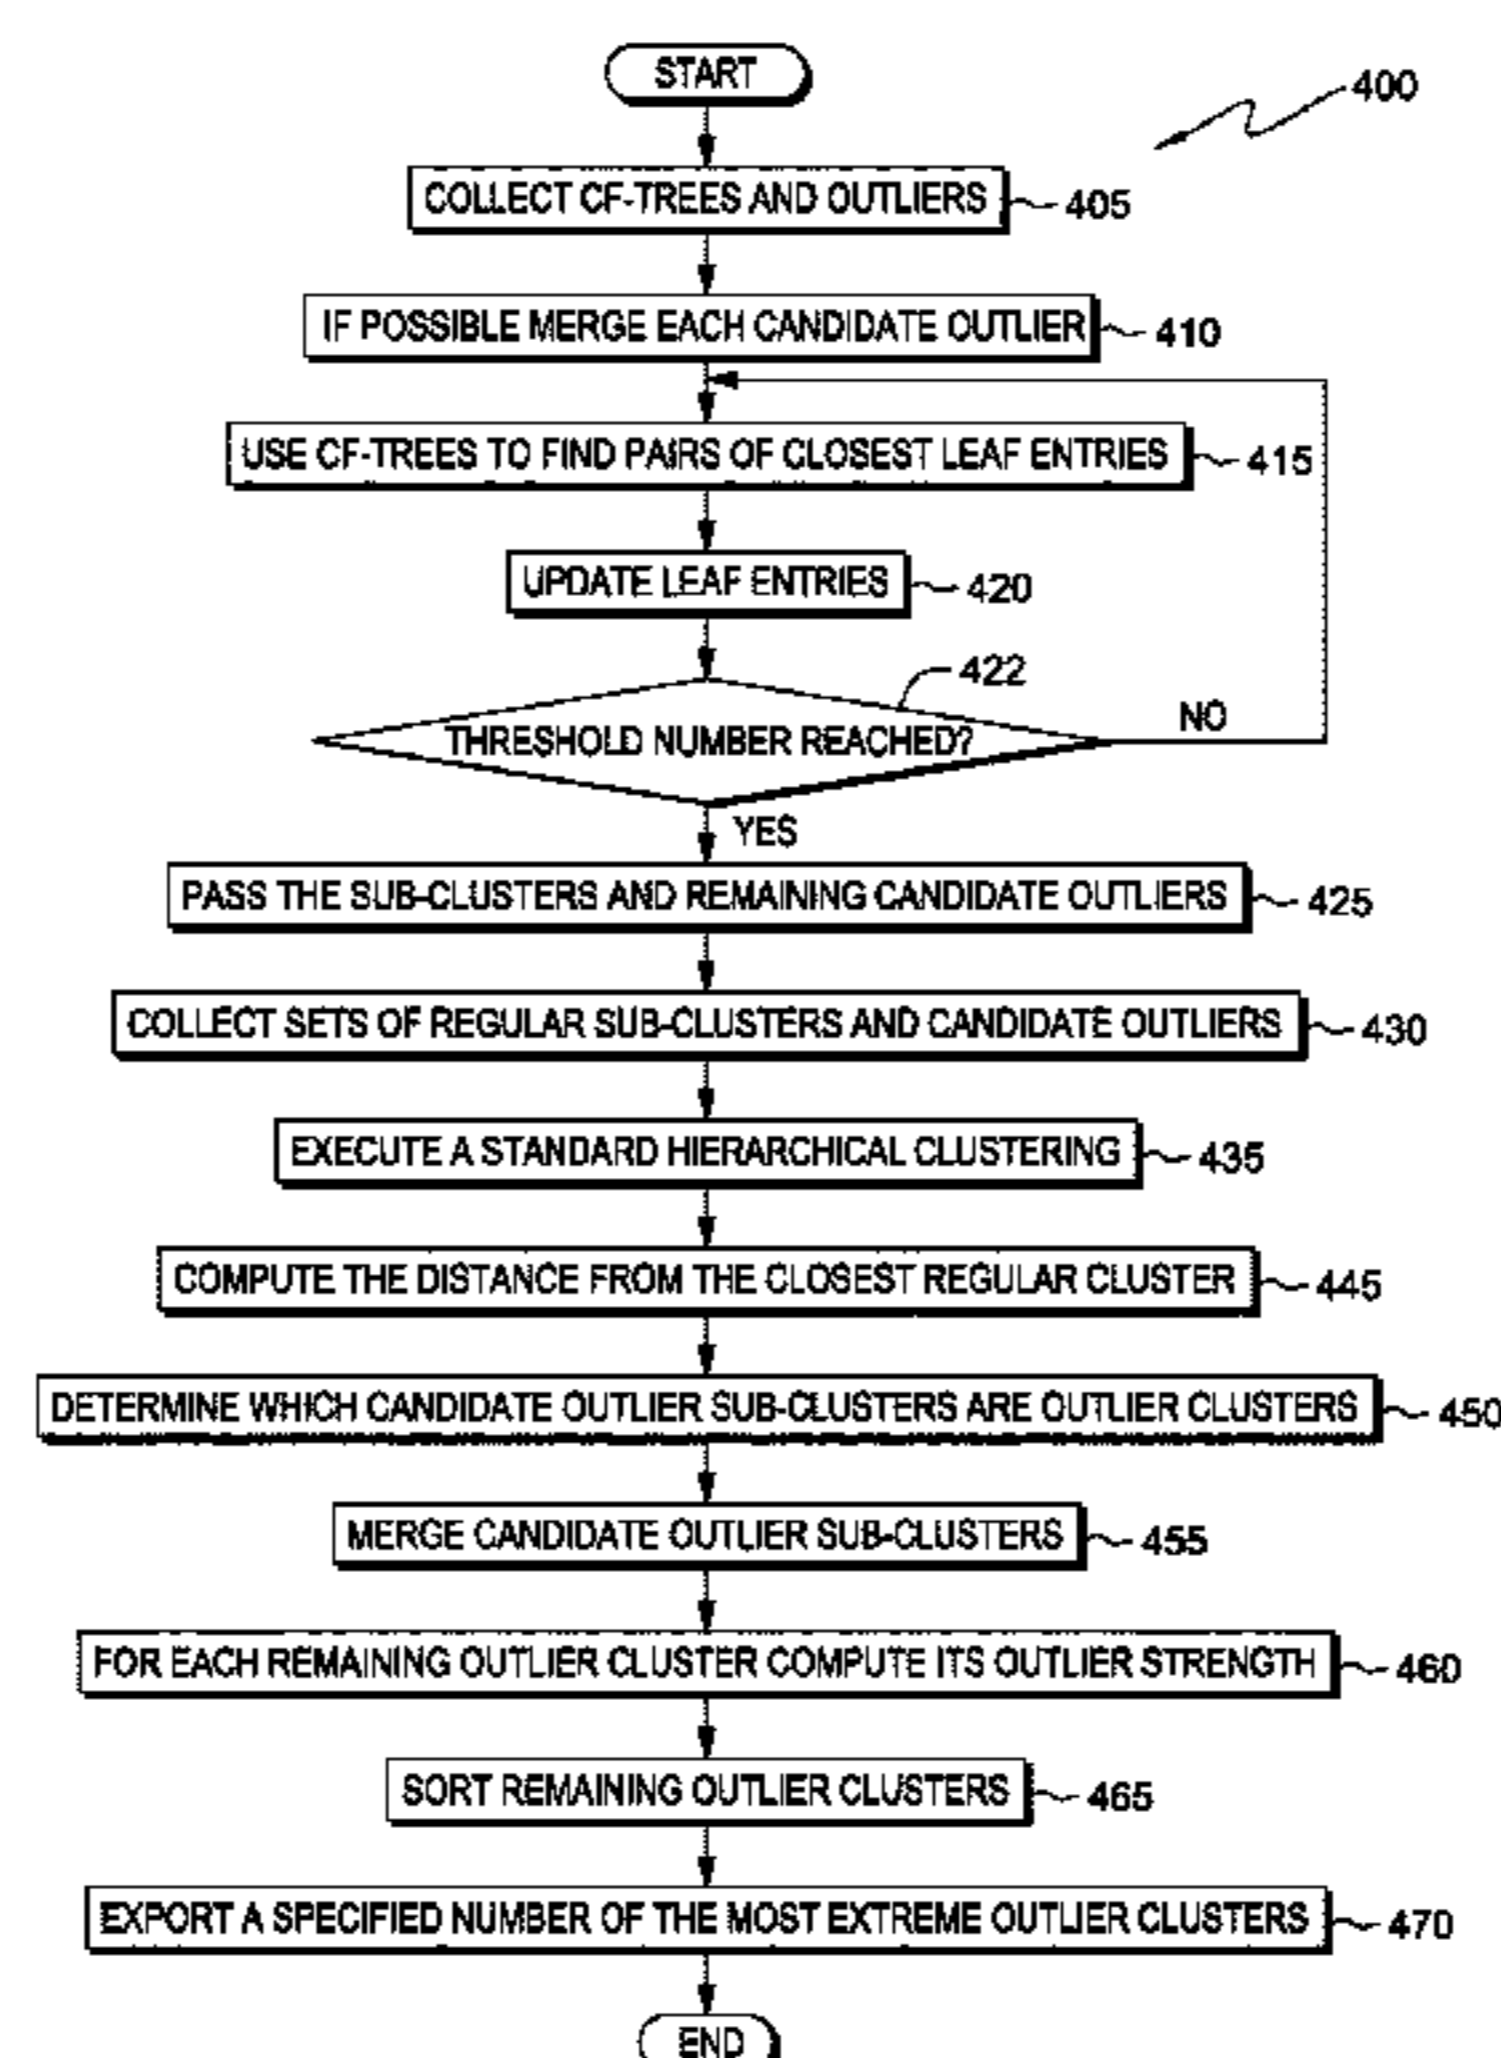 START
400
COLLECT CF-TREES AND OUTLIERS 405
IF POSSIBLE MERGE EACH CANDIDATE OUTLIER 410
USE CF-TREES TO FIND PAIRS OF CLOSEST LEAF ENTRIES 415
UPDATE LEAF ENTRIES 420
422
THRESHOLD NUMBER REACHED? NO
YES
PASS THE SUB-CLUSTERS AND REMAINING CANDIDATE OUTLIERS 425
COLLECT SETS OF REGULAR SUB-CLUSTERS AND CANDIDATE OUTLIERS 430
EXECUTE A STANDARD HIERARCHICAL CLUSTERING 435
COMPUTE THE DISTANCE FROM THE CLOSEST REGULAR CLUSTER 445
DETERMINE WHICH CANDIDATE OUTLIER SUB-CLUSTERS ARE OUTLIER CLUSTERS 450
MERGE CANDIDATE OUTLIER SUB-CLUSTERS 455
FOR EACH REMAINING OUTLIER CLUSTER COMPUTE ITS OUTLIER STRENGTH 460
SORT REMAINING OUTLIER CLUSTERS 465
EXPORT A SPECIFIED NUMBER OF THE MOST EXTREME OUTLIER CLUSTERS 470
END